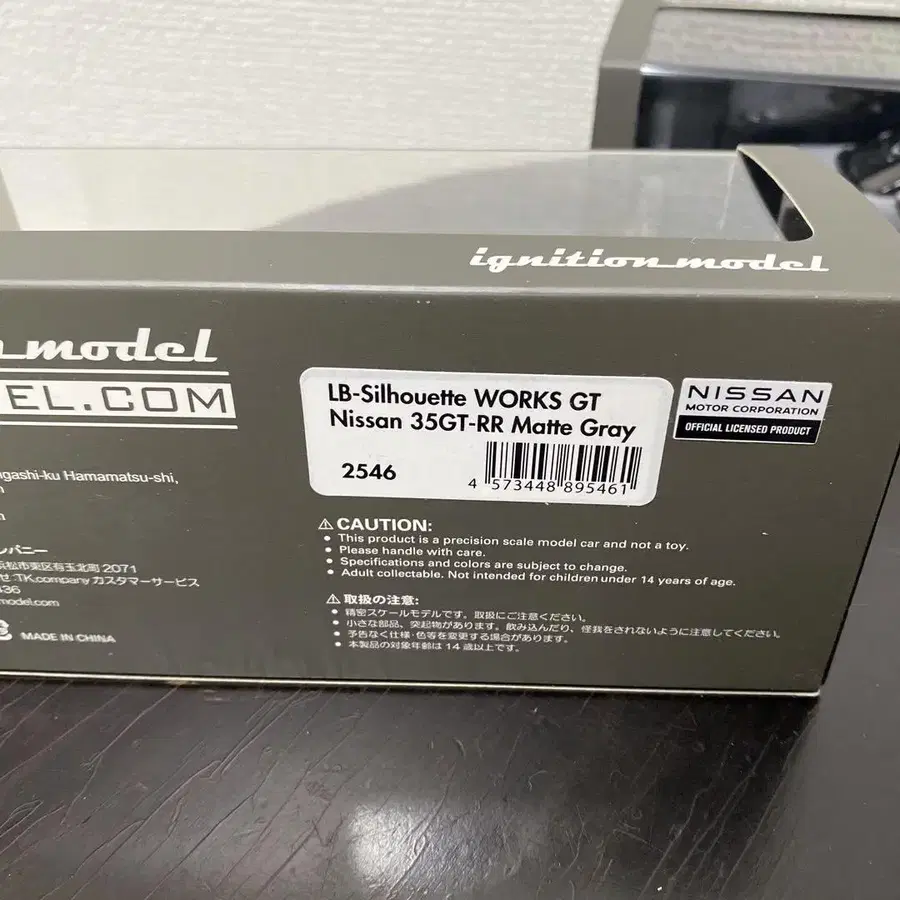 ignition model
model
EL.COM
LB-Silhouette WORKS GT
Nissan 35GT-RR Matte Gray
2546
4 573448 895461
NISSAN
MOTOR CORPORATION
OFFICIAL LICENSED PRODUCT
gashi-ku Hamamatsu-shi,
パニー
浜松市東区有玉北町 2071
せ:TK.company カスタマーサービス
436
model.com
MADE IN CHINA
⚠ CAUTION:
• This product is a precision scale model car and not a toy.
• Please handle with care.
• Specifications and colors are subject to change.
• Adult collectable. Not intended for children under 14 years of age.
⚠ 取扱の注意:
• 精密スケールモデルです。取扱にご注意ください。
• 小さな部品、突起物があります。飲み込んだり、怪我をされないように注意してください。
• 予告なく仕様・色等を変更する場合があります。
• 本製品の対象年齢は 14 歳以上です。